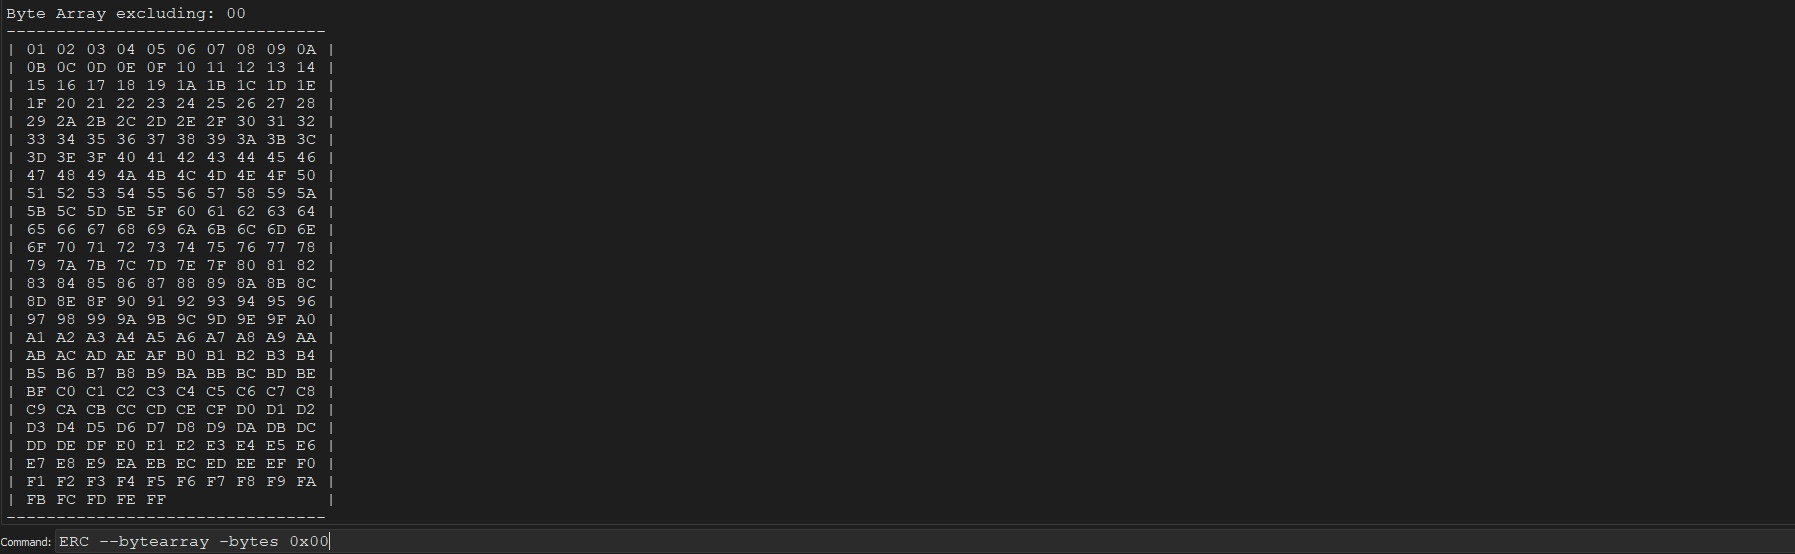 Byte Array excluding: 00
--------------------------------
| 01 02 03 04 05 06 07 08 09 0A |
| 0B 0C 0D 0E 0F 10 11 12 13 14 |
| 15 16 17 18 19 1A 1B 1C 1D 1E |
| 1F 20 21 22 23 24 25 26 27 28 |
| 29 2A 2B 2C 2D 2E 2F 30 31 32 |
| 33 34 35 36 37 38 39 3A 3B 3C |
| 3D 3E 3F 40 41 42 43 44 45 46 |
| 47 48 49 4A 4B 4C 4D 4E 4F 50 |
| 51 52 53 54 55 56 57 58 59 5A |
| 5B 5C 5D 5E 5F 60 61 62 63 64 |
| 65 66 67 68 69 6A 6B 6C 6D 6E |
| 6F 70 71 72 73 74 75 76 77 78 |
| 79 7A 7B 7C 7D 7E 7F 80 81 82 |
| 83 84 85 86 87 88 89 8A 8B 8C |
| 8D 8E 8F 90 91 92 93 94 95 96 |
| 97 98 99 9A 9B 9C 9D 9E 9F A0 |
| A1 A2 A3 A4 A5 A6 A7 A8 A9 AA |
| AB AC AD AE AF B0 B1 B2 B3 B4 |
| B5 B6 B7 B8 B9 BA BB BC BD BE |
| BF C0 C1 C2 C3 C4 C5 C6 C7 C8 |
| C9 CA CB CC CD CE CF D0 D1 D2 |
| D3 D4 D5 D6 D7 D8 D9 DA DB DC |
| DD DE DF E0 E1 E2 E3 E4 E5 E6 |
| E7 E8 E9 EA EB EC ED EE EF F0 |
| F1 F2 F3 F4 F5 F6 F7 F8 F9 FA |
| FB FC FD FE FF                |
--------------------------------
Command: ERC --bytearray -bytes 0x00